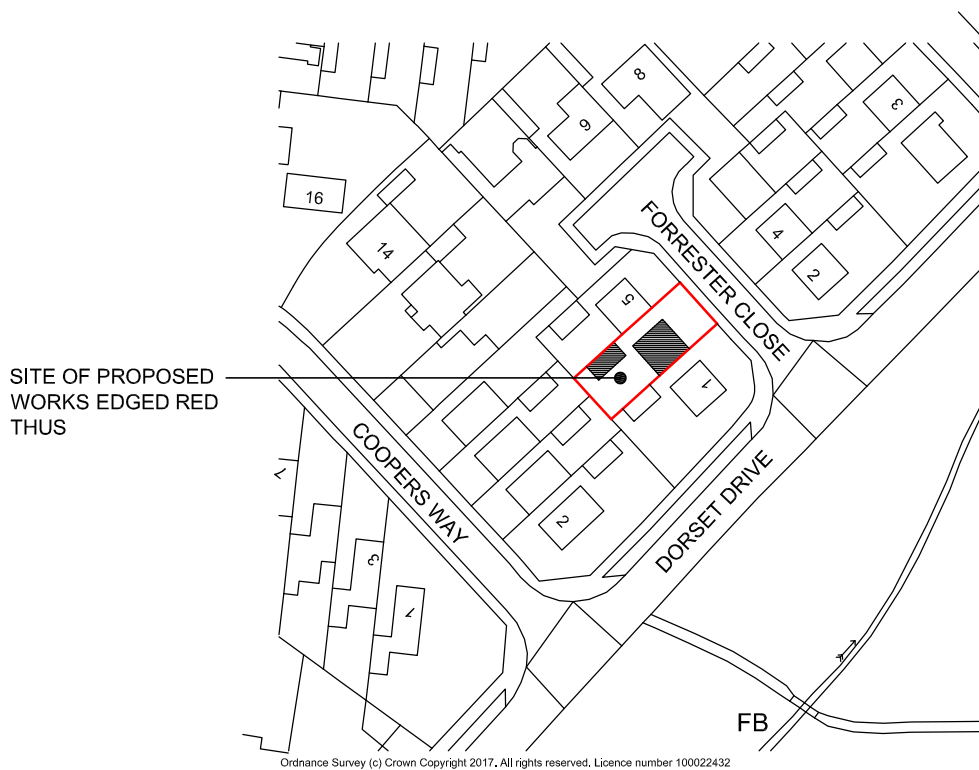 8
6
3
16
14
FORRESTER CLOSE
4
2
5
SITE OF PROPOSED
WORKS EDGED RED
THUS
1
COOPERS WAY
7
2
DORSET DRIVE
3
1
FB
Ordnance Survey (c) Crown Copyright 2017. All rights reserved. Licence number 100022432